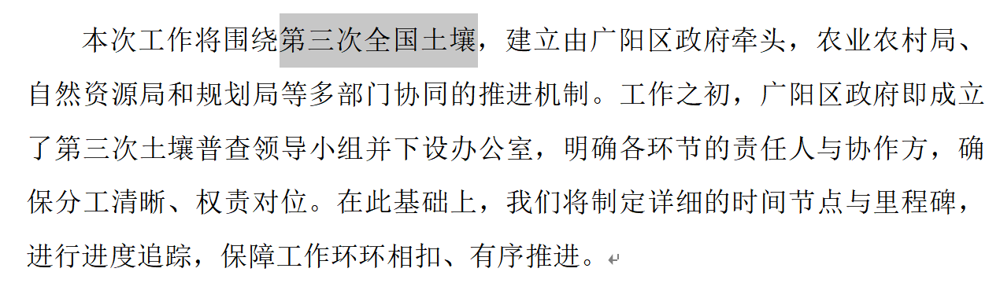 本次工作将围绕第三次全国土壤，建立由广阳区政府牵头，农业农村局、
自然资源局和规划局等多部门协同的推进机制。工作之初，广阳区政府即成立
了第三次土壤普查领导小组并下设办公室，明确各环节的责任人与协作方，确
保分工清晰、权责对位。在此基础上，我们将制定详细的时间节点与里程碑，
进行进度追踪，保障工作环环相扣、有序推进。